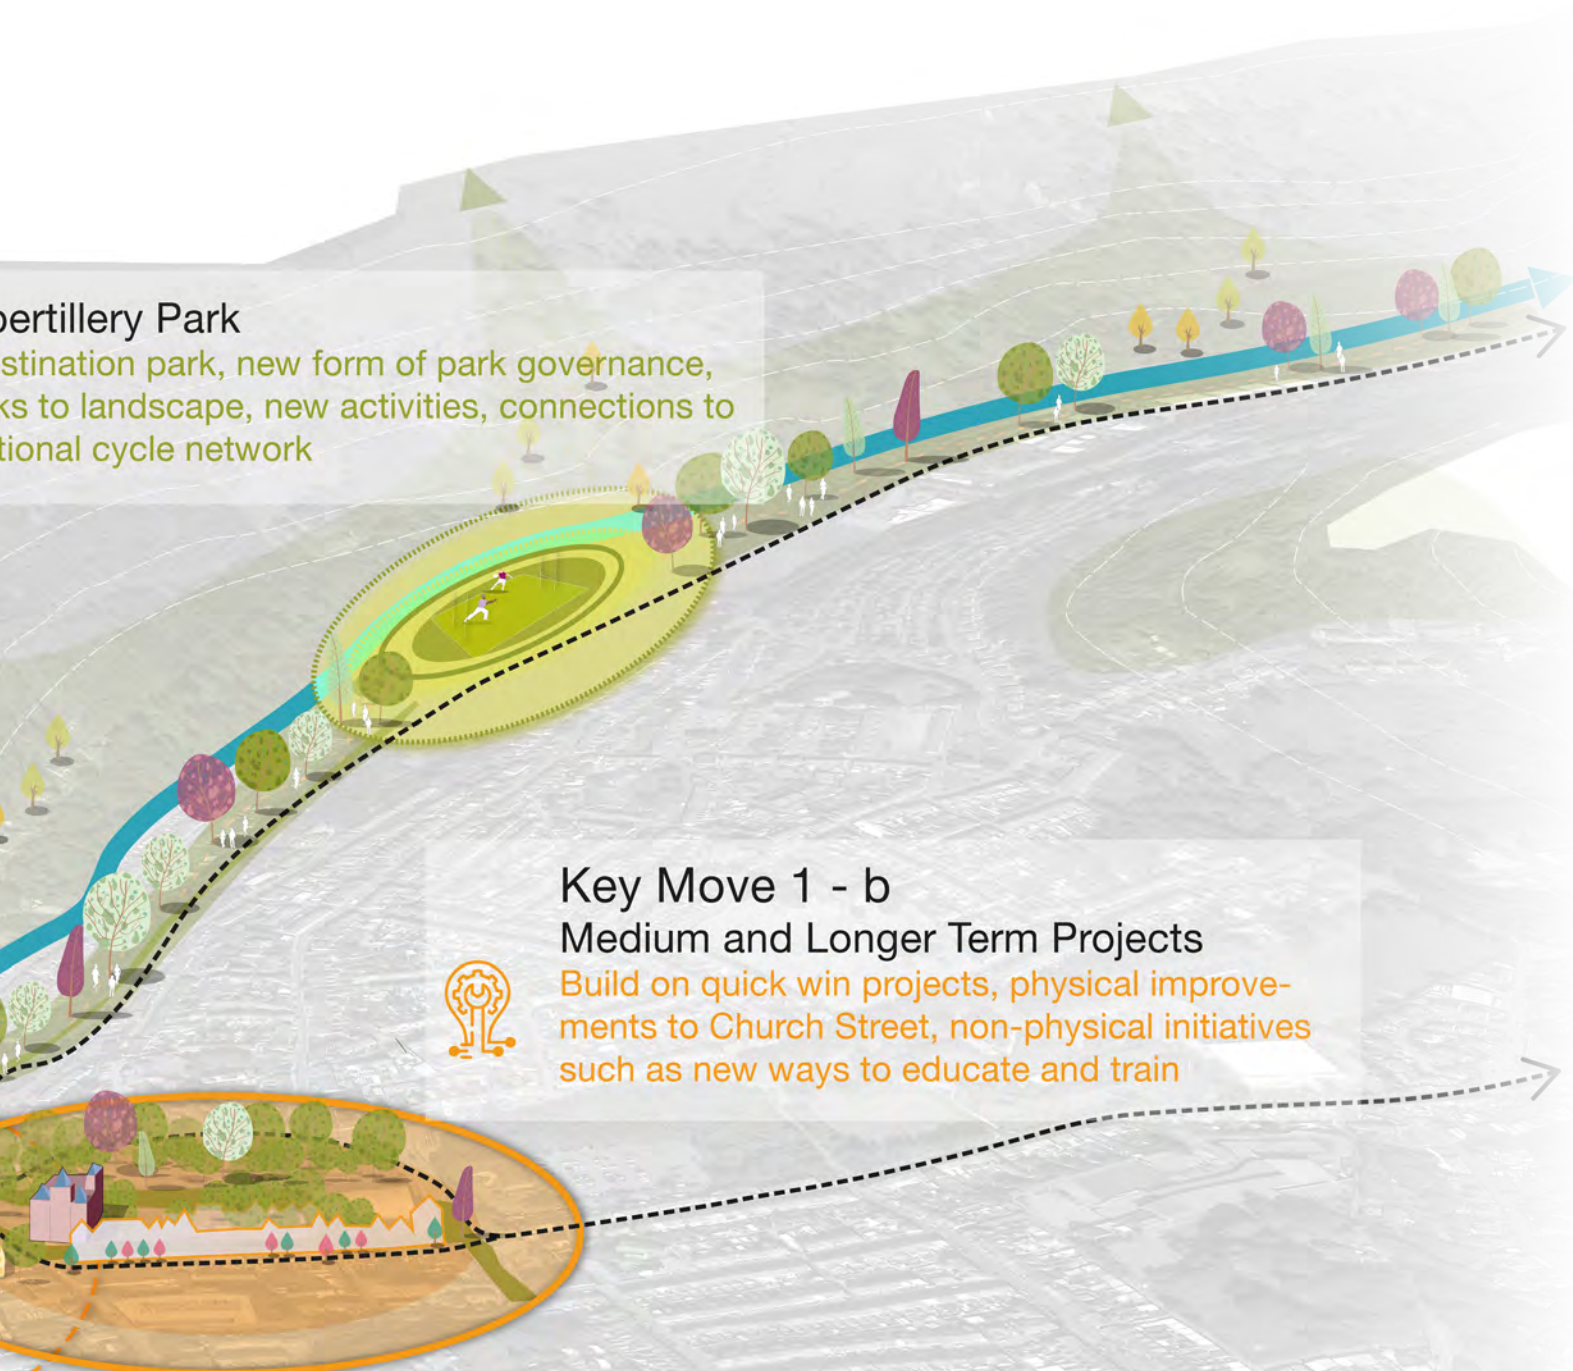 bertillery Park
stination park, new form of park governance,
ks to landscape, new activities, connections to
tional cycle network
Key Move 1 - b
Medium and Longer Term Projects
Build on quick win projects, physical improve-
ments to Church Street, non-physical initiatives
such as new ways to educate and train